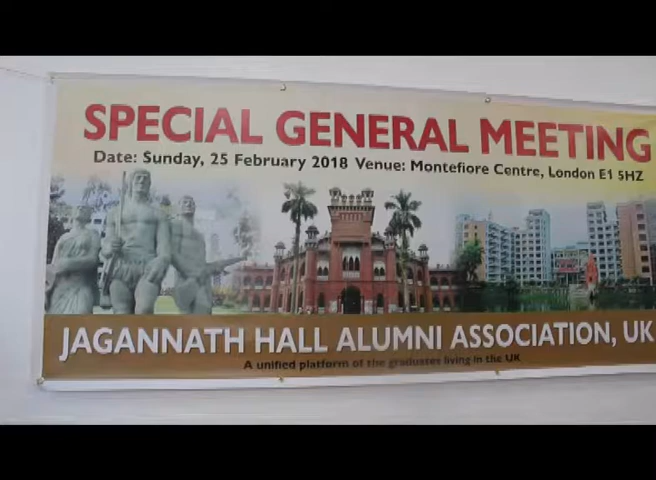 SPECIAL GENERAL MEETING
Date: Sunday, 25 February 2018 Venue: Montefiore Centre, London E1 5HZ
JAGANNATH HALL ALUMNI ASSOCIATION, UK
A unified platform of the graduates living in the UK